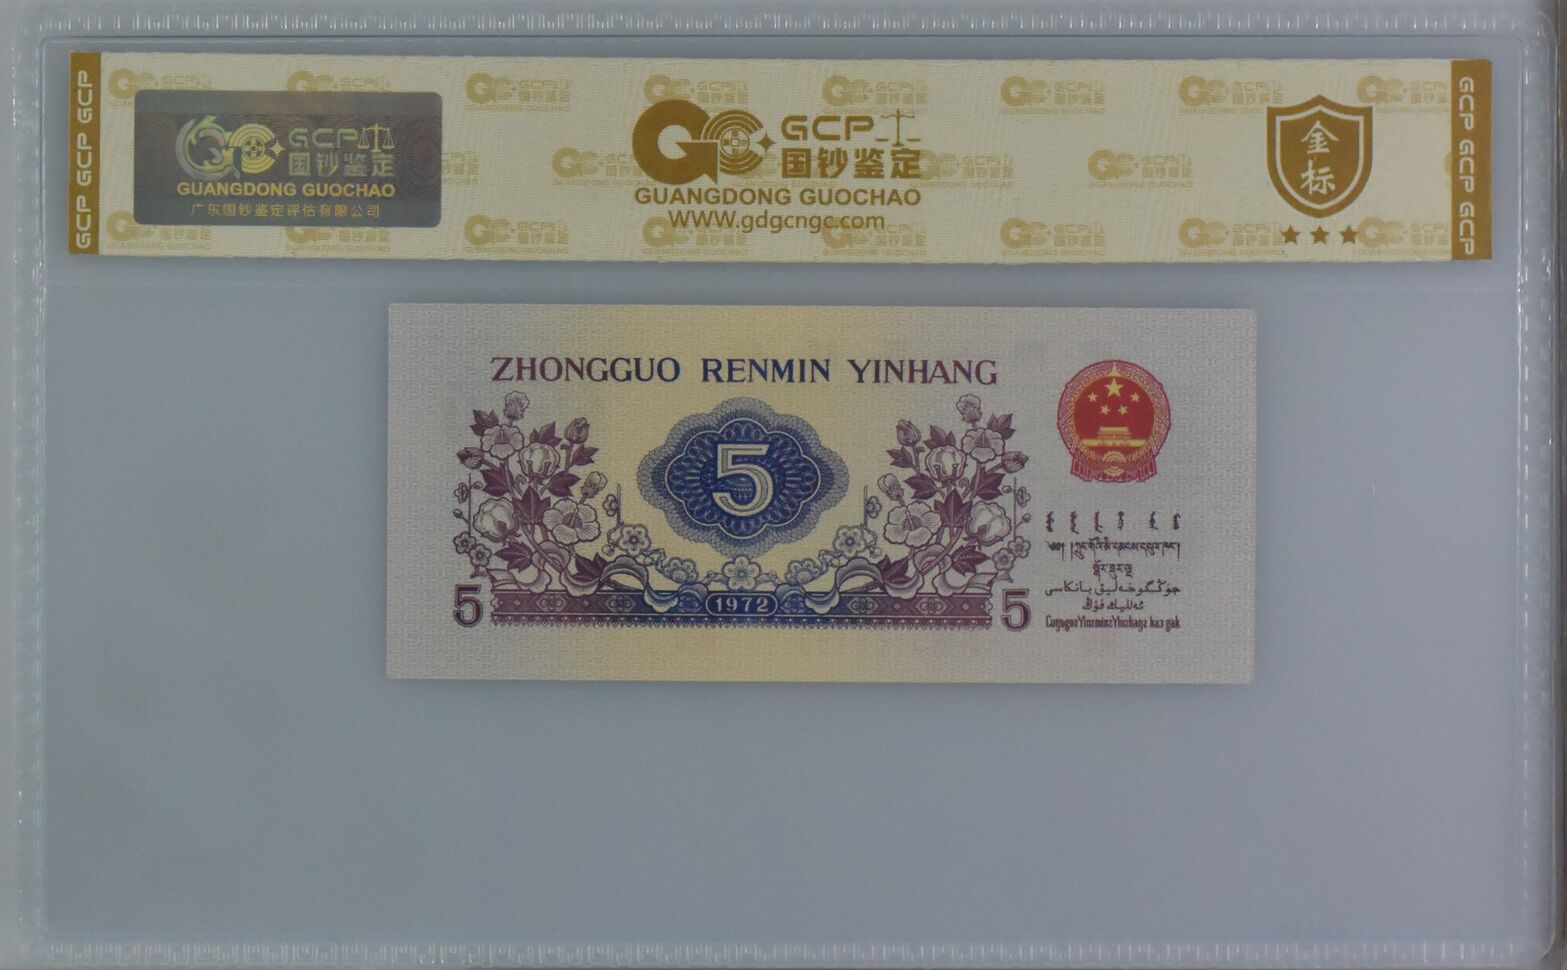 GCP GCP GCP
GCP
国钞鉴定
GUANGDONG GUOCHAO
广东国钞鉴定评估有限公司
GCP
国钞鉴定
GUANGDONG GUOCHAO
WWW.gdgcngc.com
金
标
GCP GCP GCP
ZHONGGUO RENMIN YINHANG
5
5
1972
5
جۇڭگوخەلىق بانكاسى